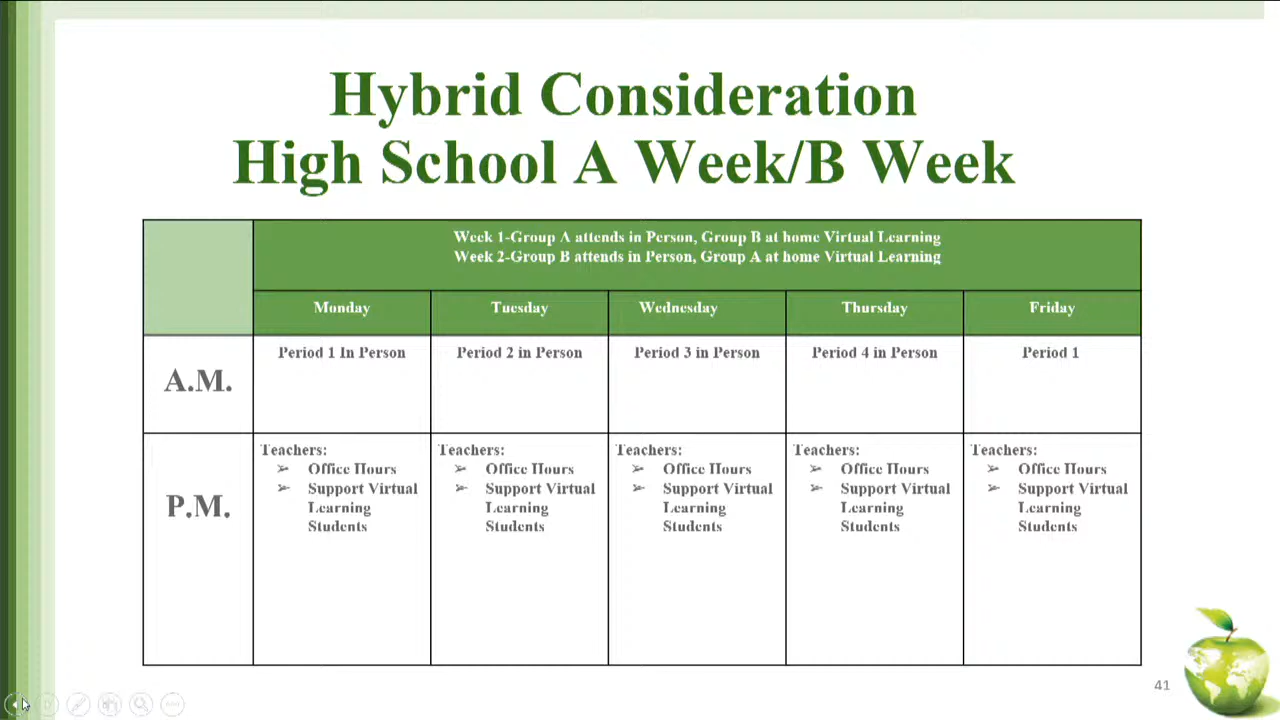 Hybrid Consideration
High School A Week/B Week
Week 1-Group A attends in Person, Group B at home Virtual Learning
Week 2-Group B attends in Person, Group A at home Virtual Learning
Monday
Tuesday
Wednesday
Thursday
Friday
A.M.
Period 1 In Person
Period 2 in Person
Period 3 in Person
Period 4 in Person
Period 1
P.M.
Teachers:
➢ Office Hours
➢ Support Virtual
Learning
Students
Teachers:
➢ Office Hours
➢ Support Virtual
Learning
Students
Teachers:
➢ Office Hours
➢ Support Virtual
Learning
Students
Teachers:
➢ Office Hours
➢ Support Virtual
Learning
Students
Teachers:
➢ Office Hours
➢ Support Virtual
Learning
Students
41